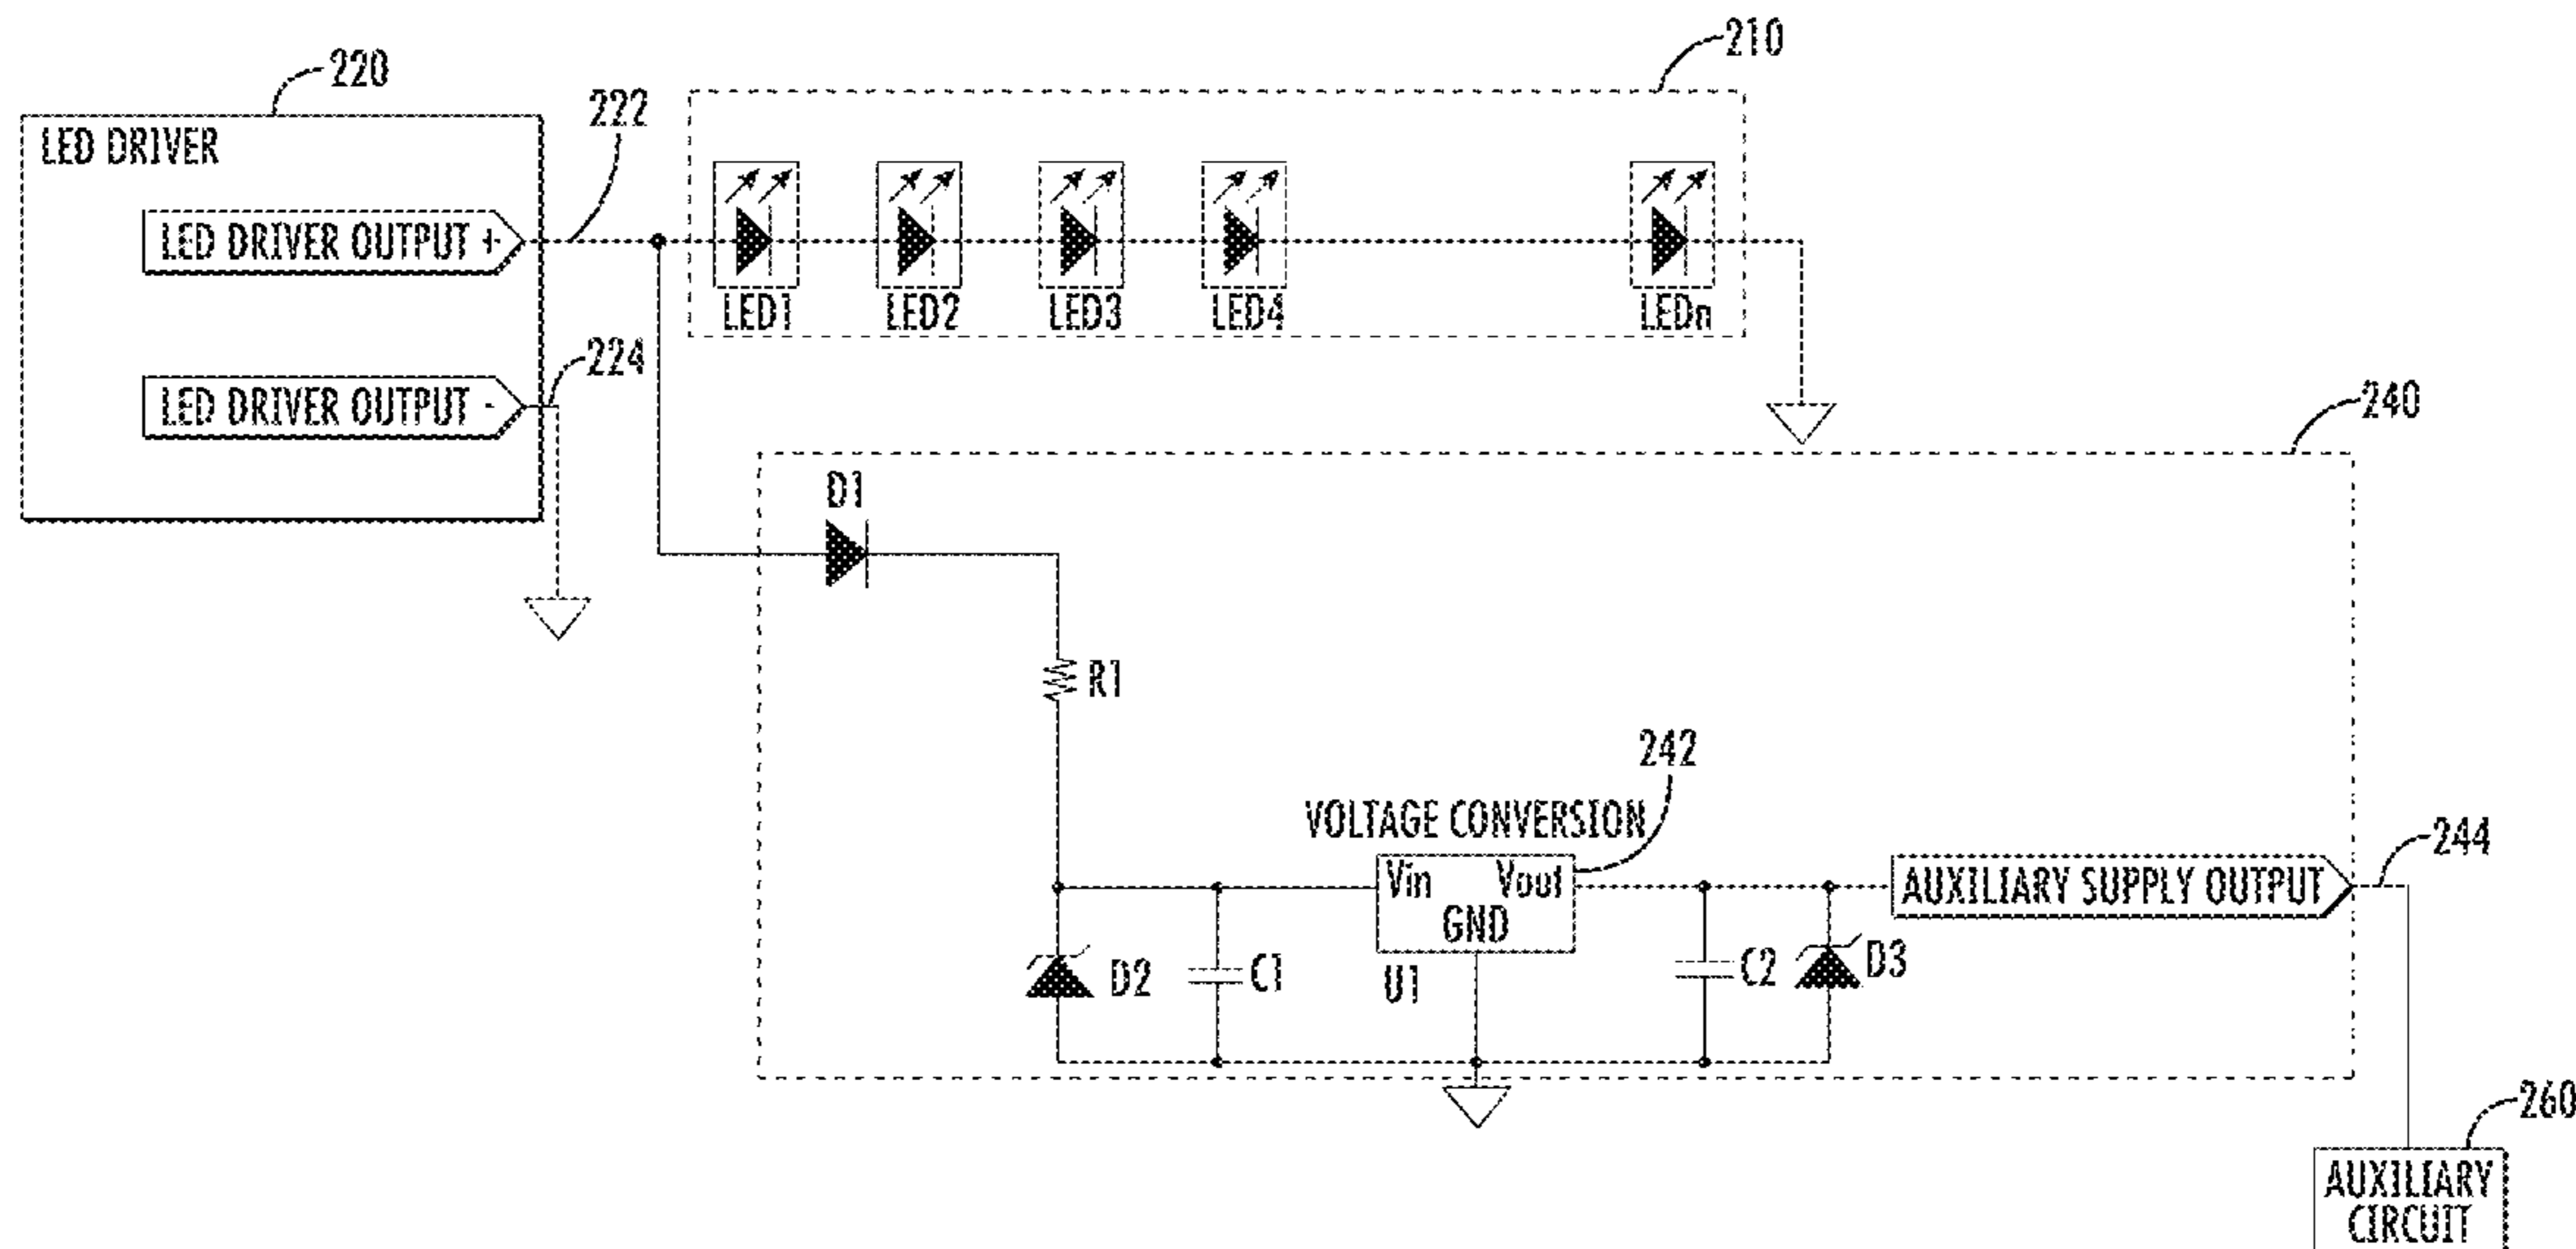 210
220
222
LED DRIVER
LED DRIVER OUTPUT +
LED1
LED2
LED3
LED4
LEDn
224
LED DRIVER OUTPUT -
240
D1
R1
242
VOLTAGE CONVERSION
244
Vin
Vout
GND
AUXILIARY SUPPLY OUTPUT
D2
C1
U1
C2
D3
260
AUXILIARY
CIRCUIT